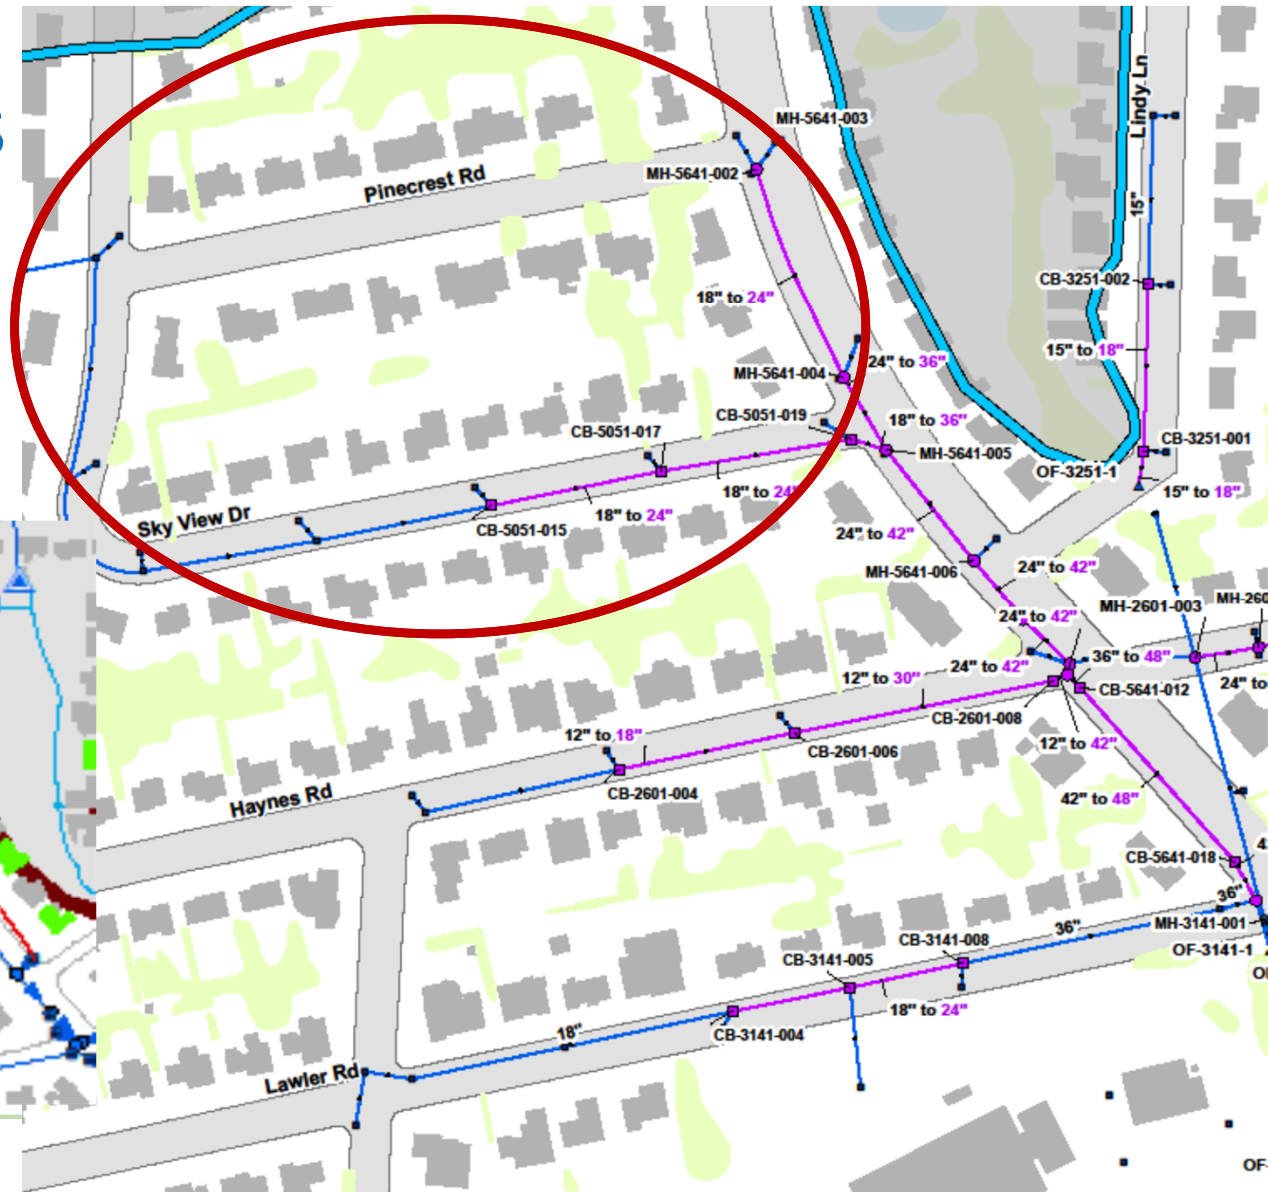 MH-5641-003
Lindy Ln
MH-5641-002
Pinecrest Rd
15"
CB-3251-002
18" to 24"
15" to 18"
24" to 36"
MH-5641-004
CB-5051-019
18" to 36"
CB-5051-017
CB-3251-001
MH-5641-005
OF-3251-1
18" to 24"
15" to 18"
18" to 24"
Sky View Dr
CB-5051-015
24" to 42"
MH-5641-006
24" to 42"
MH-260
MH-2601-003
24" to 42"
36" to 48"
24" to 42"
12" to 30"
24" to
CB-5641-012
CB-2601-008
12" to 18"
12" to 42"
CB-2601-006
CB-2601-004
Haynes Rd
42" to 48"
CB-5641-018
36"
MH-3141-001
36"
CB-3141-008
OF-3141-1
CB-3141-005
18" to 24"
CB-3141-004
18"
Lawler Rd
OF-